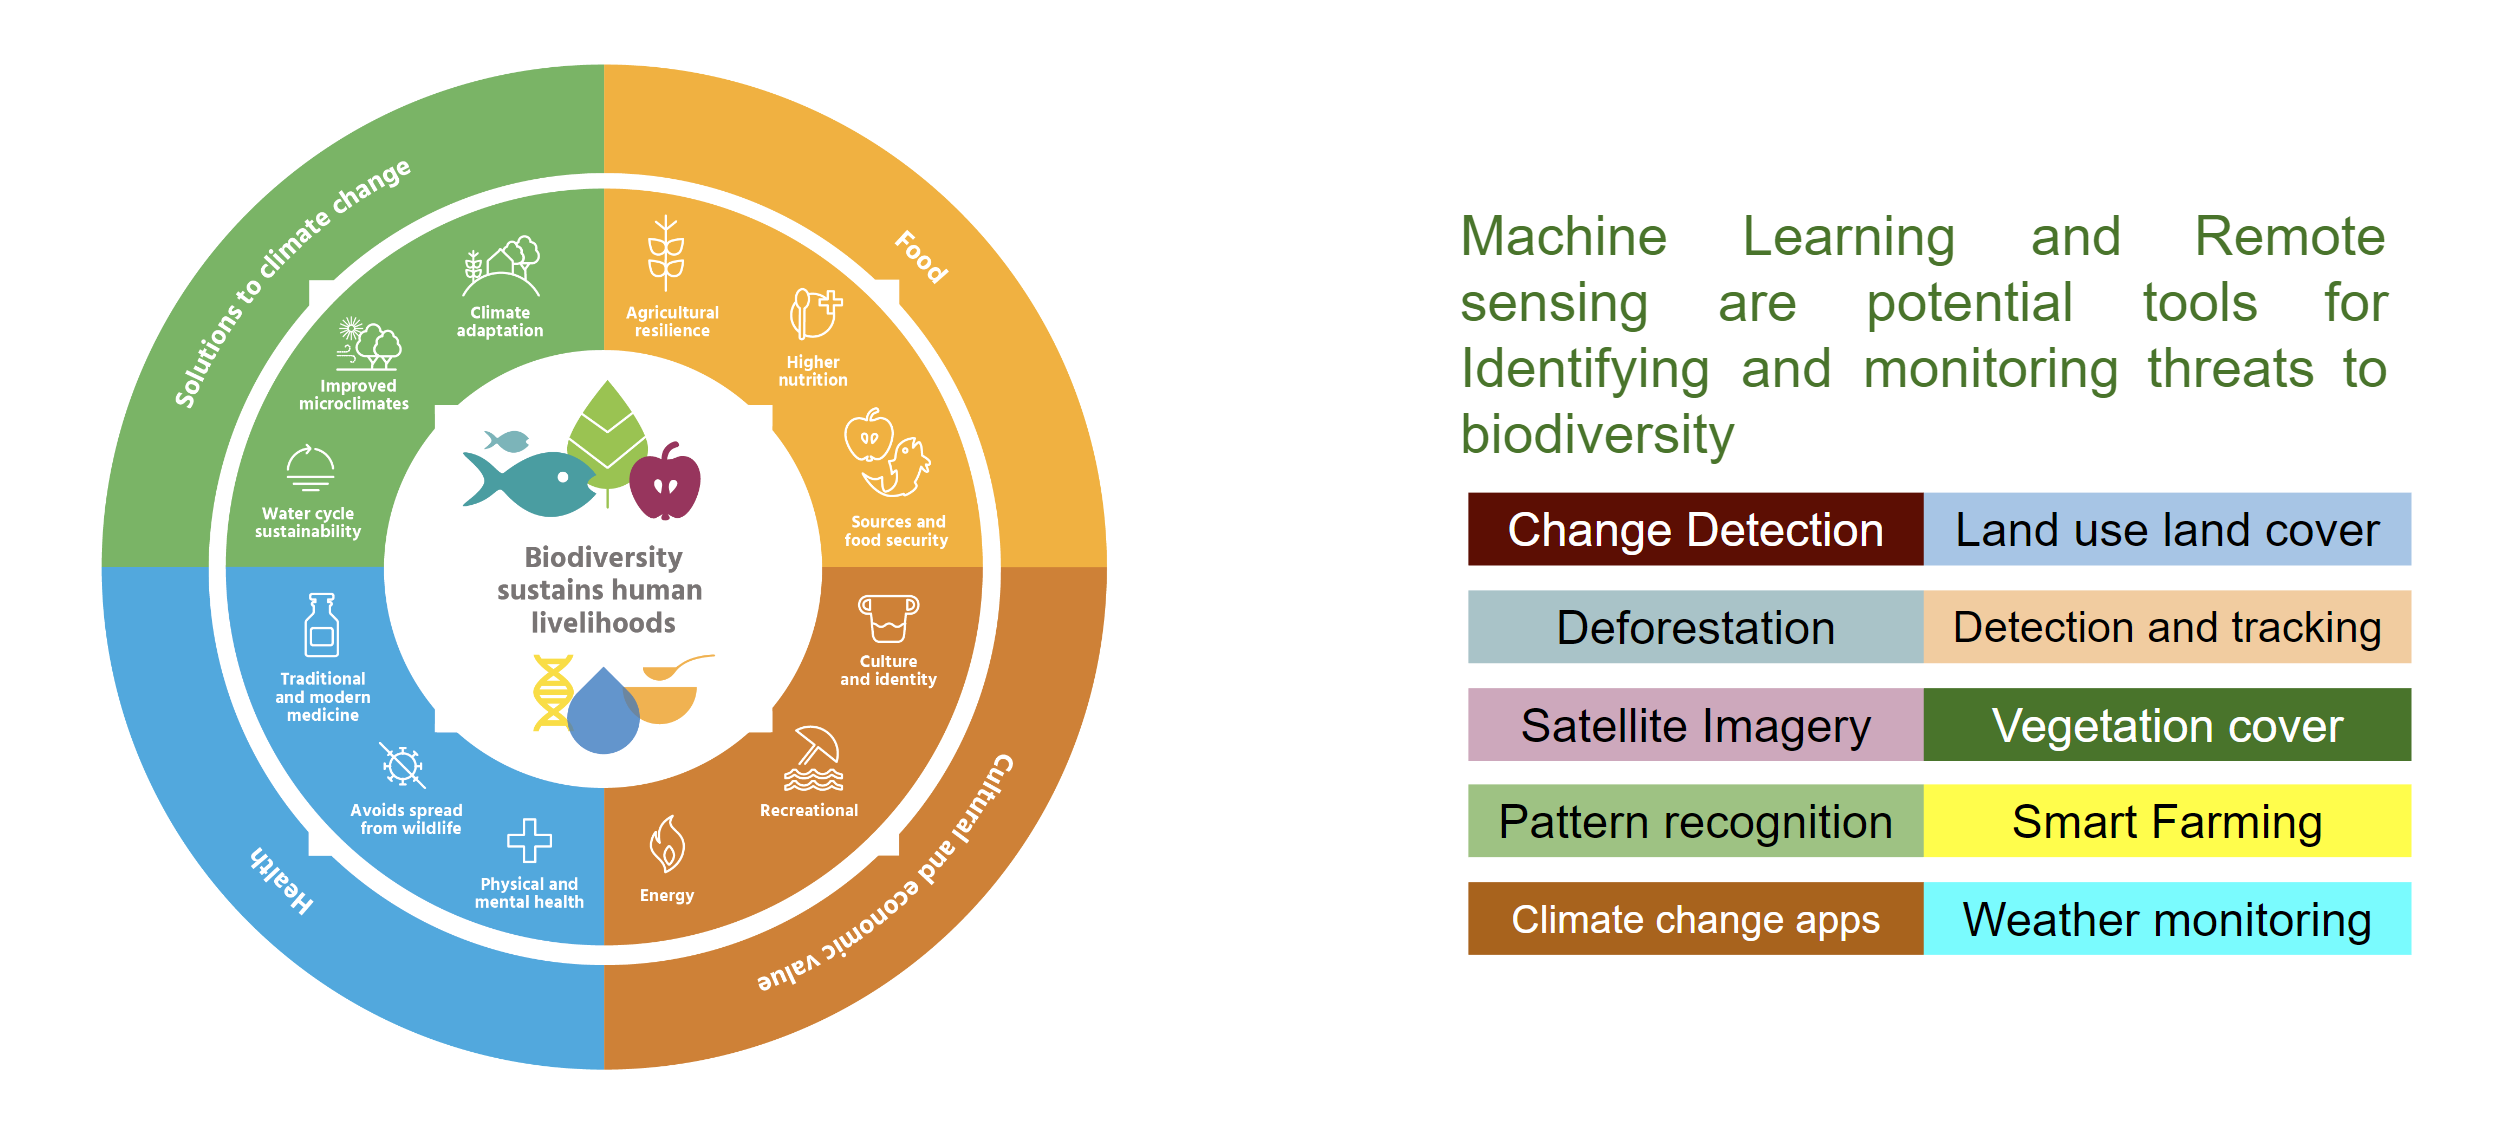 Solutions to climate change
Food
Health
Cultural and economic value
Climate
adaptation
Improved
microclimates
Water cycle
sustainability
Agricultural
resilience
Higher
nutrition
Sources and
food security
Traditional
and modern
medicine
Avoids spread
from wildlife
Physical and
mental health
Culture
and identity
Recreational
Energy
Biodiversity
sustains human
livelihoods
Machine Learning and Remote
sensing are potential tools for
Identifying and monitoring threats to
biodiversity
Change Detection
Land use land cover
Deforestation
Detection and tracking
Satellite Imagery
Vegetation cover
Pattern recognition
Smart Farming
Climate change apps
Weather monitoring